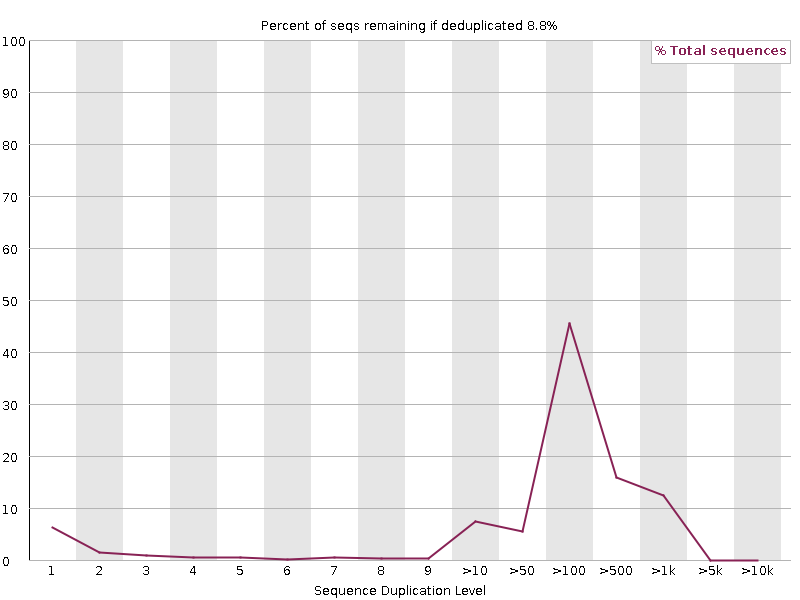 Percent of seqs remaining if deduplicated 8.8%
% Total sequences
100
90
80
70
60
50
40
30
20
10
0
1 2 3 4 5 6 7 8 9 >10 >50 >100 >500 >1k >5k >10k
Sequence Duplication Level